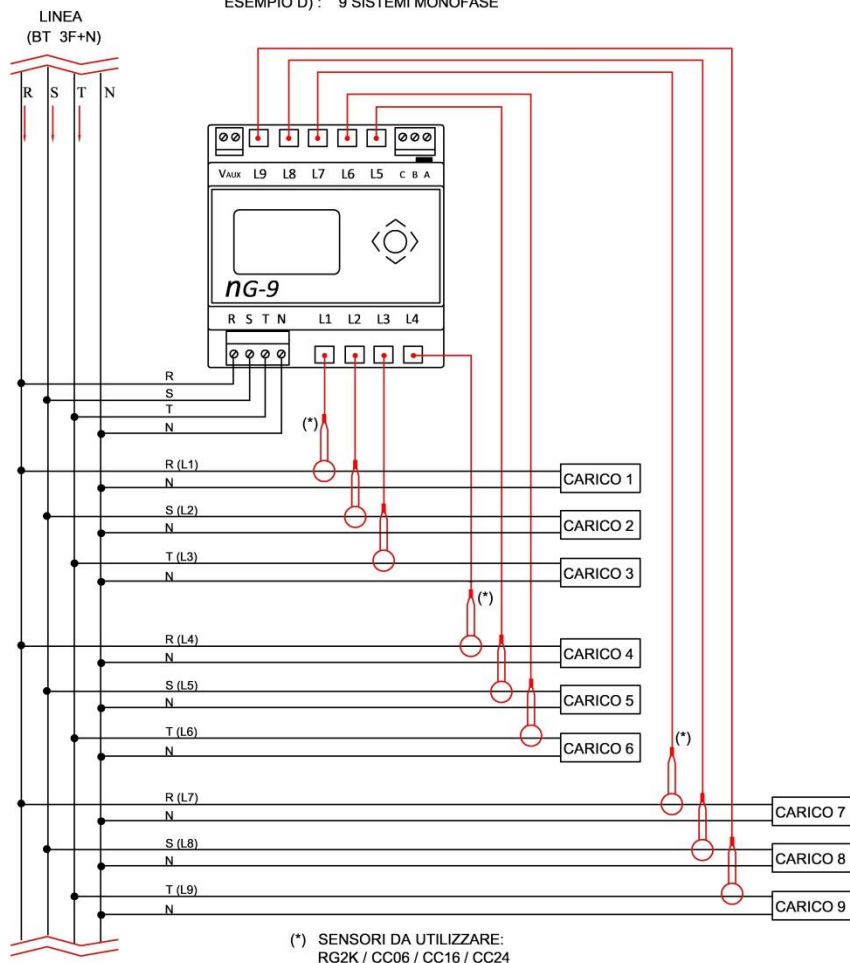 ESEMPIO D) : 9 SISTEMI MONOFASE
LINEA
(BT 3F+N)
R S T N
VAUX L9 L8 L7 L6 L5 C B A
nG-9
R S T N L1 L2 L3 L4
R
S
T
N
(*)
R (L1)
N
CARICO 1
S (L2)
N
CARICO 2
T (L3)
N
CARICO 3
(*)
R (L4)
N
CARICO 4
S (L5)
N
CARICO 5
T (L6)
N
CARICO 6
(*)
R (L7)
N
CARICO 7
S (L8)
N
CARICO 8
T (L9)
N
CARICO 9
(*) SENSORI DA UTILIZZARE:
RG2K / CC06 / CC16 / CC24